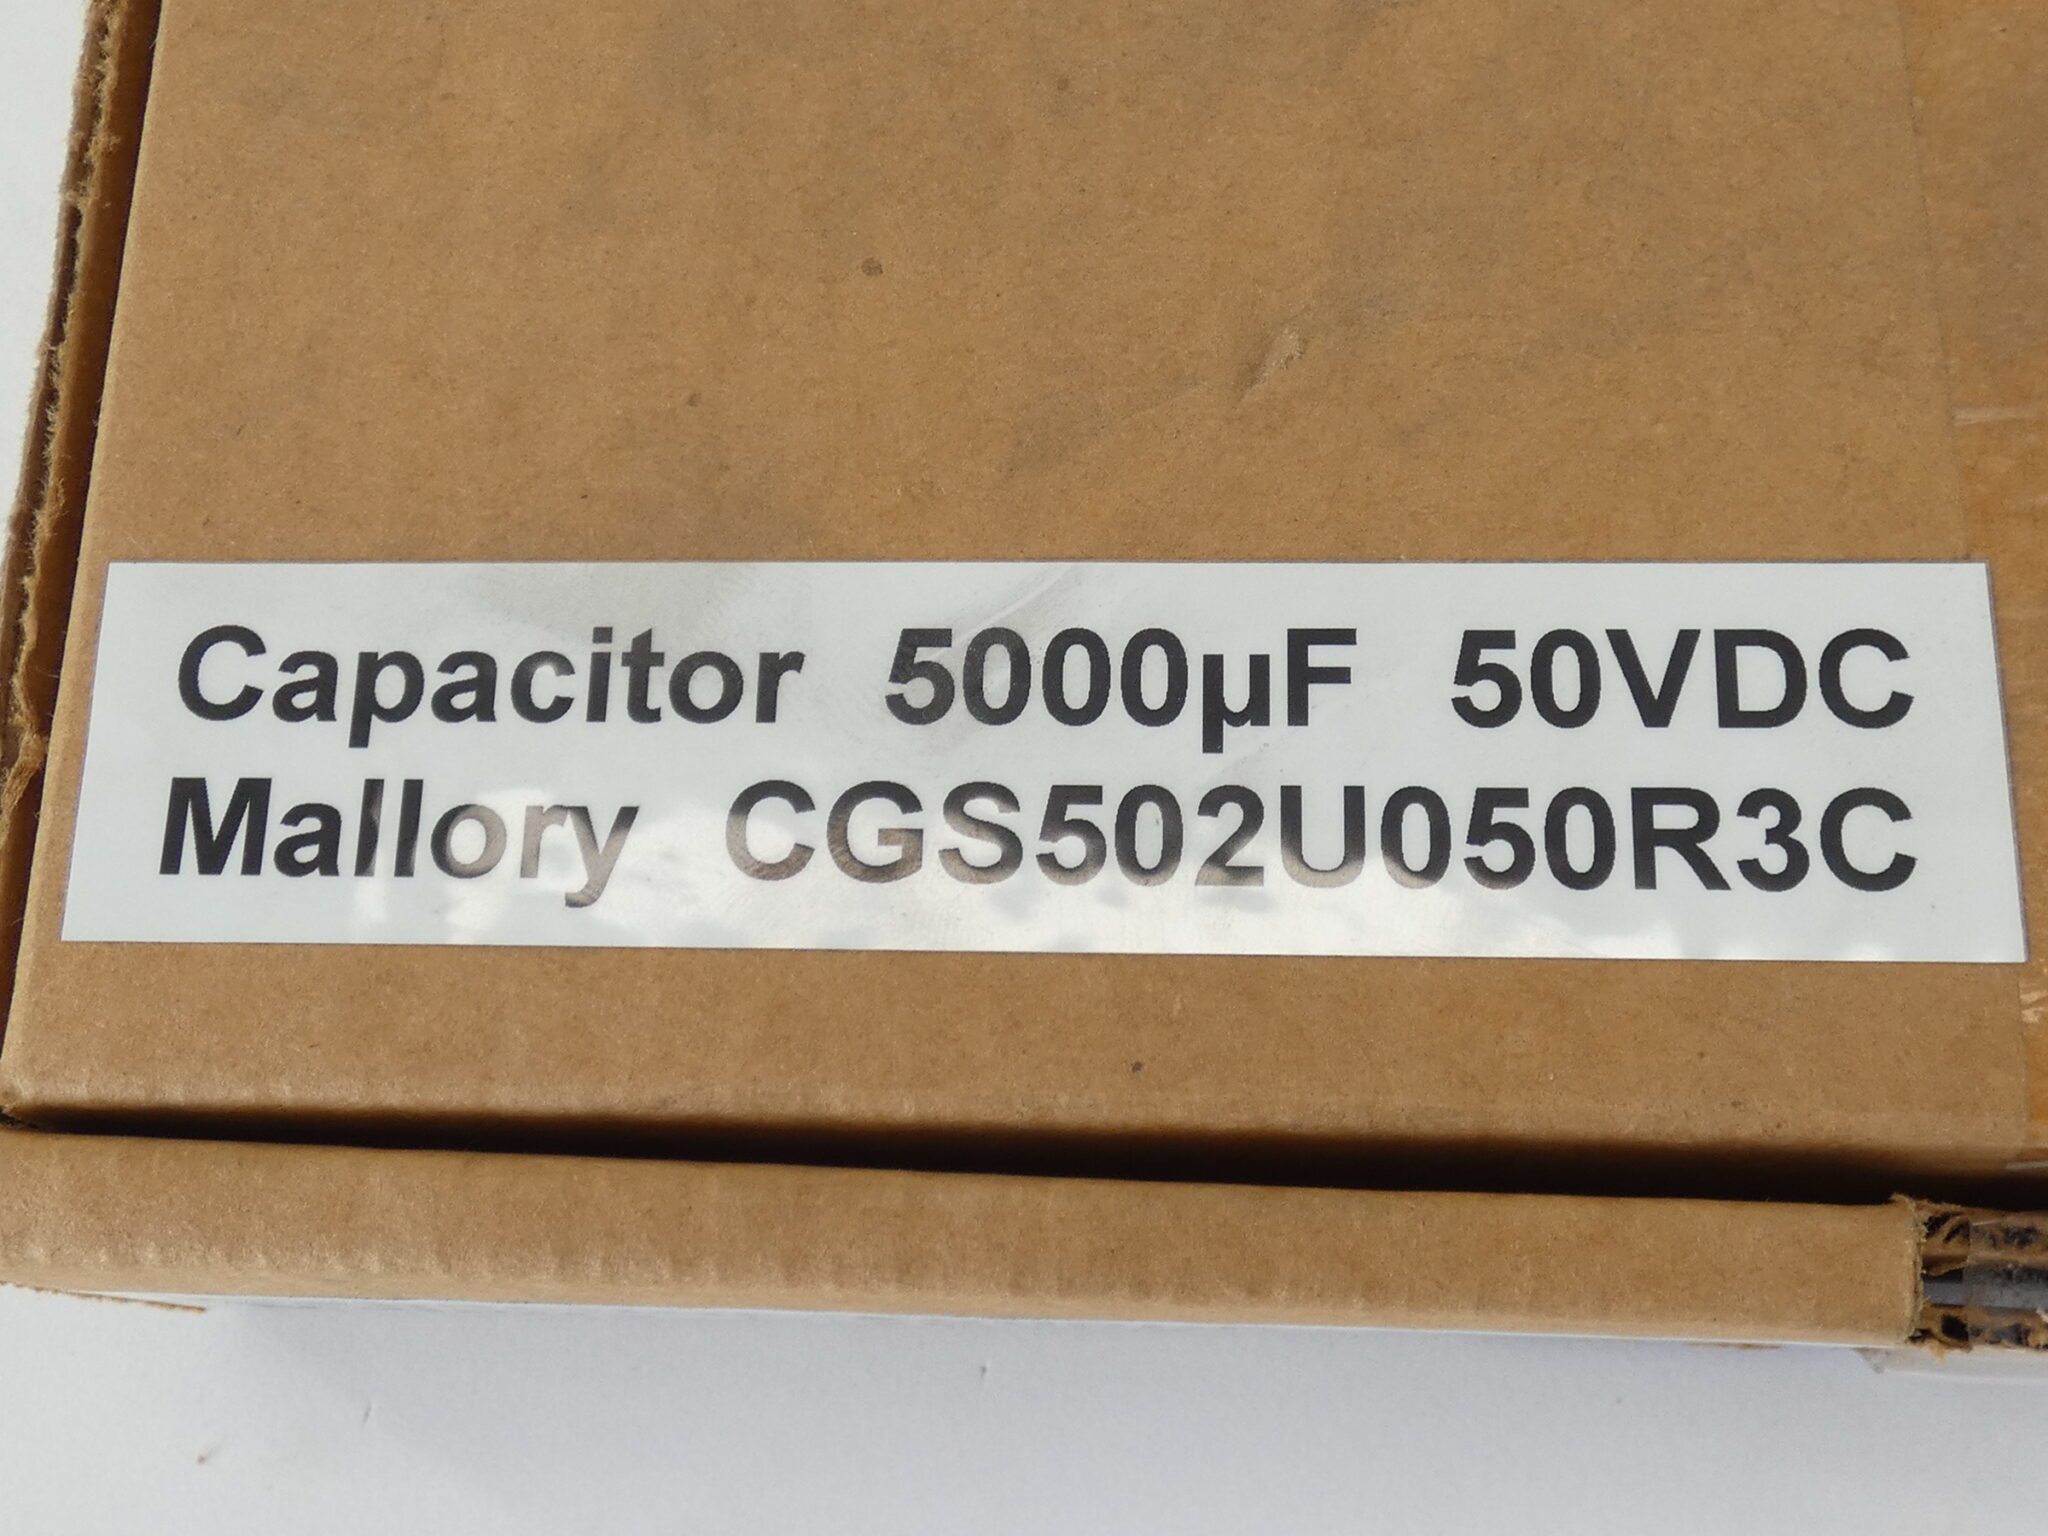 Capacitor 5000µF 50VDC
Mallory CGS502U050R3C